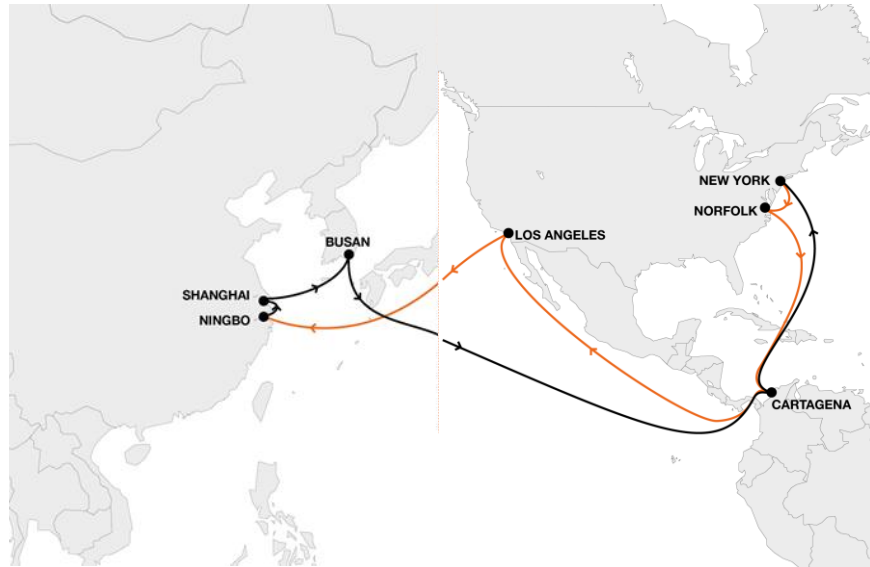 NEW YORK
NORFOLK
LOS ANGELES
BUSAN
SHANGHAI
NINGBO
CARTAGENA